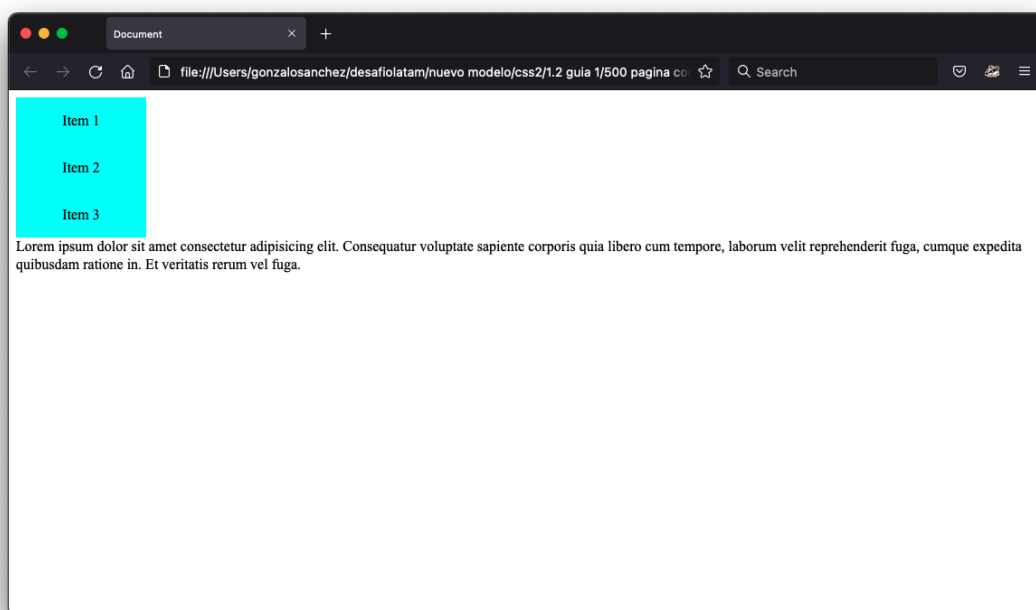 Document
file:///Users/gonzalosanchez/desafiolatam/nuevo modelo/css2/1.2 guia 1/500 pagina co
Search
Item 1
Item 2
Item 3
Lorem ipsum dolor sit amet consectetur adipisicing elit. Consequatur voluptate sapiente corporis quia libero cum tempore, laborum velit reprehenderit fuga, cumque expedita
quibusdam ratione in. Et veritatis rerum vel fuga.